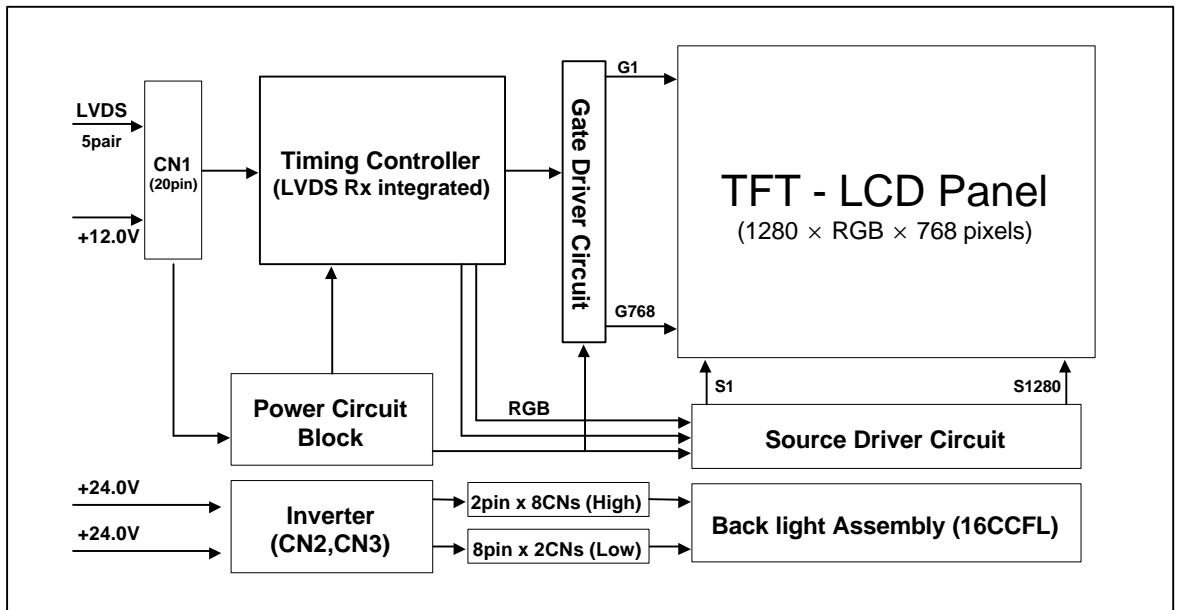 LVDS
5pair
+12.0V
CN1
(20pin)
Timing Controller
(LVDS Rx integrated)
Gate Driver Circuit
G1
G768
TFT - LCD Panel
(1280 × RGB × 768 pixels)
S1
S1280
Power Circuit
Block
RGB
Source Driver Circuit
+24.0V
+24.0V
Inverter
(CN2,CN3)
2pin x 8CNs (High)
8pin x 2CNs (Low)
Back light Assembly (16CCFL)